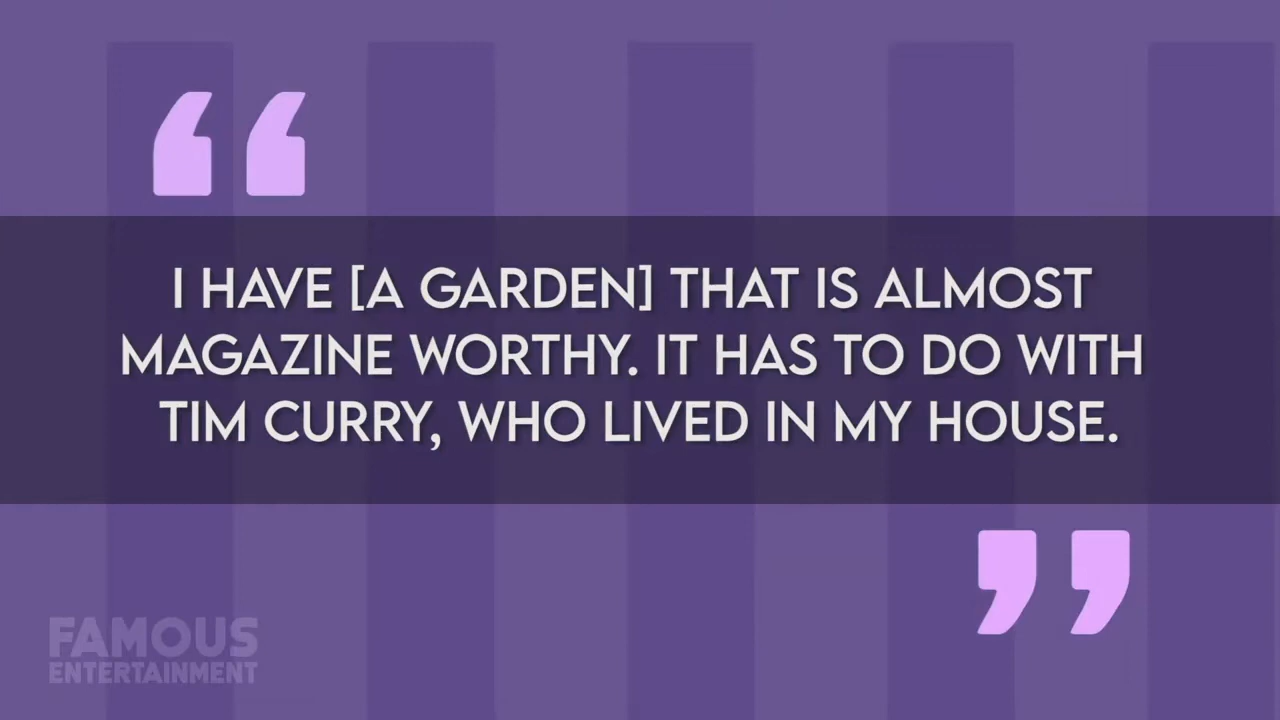 “
I HAVE [A GARDEN] THAT IS ALMOST
MAGAZINE WORTHY. IT HAS TO DO WITH
TIM CURRY, WHO LIVED IN MY HOUSE.
”
FAMOUS
ENTERTAINMENT